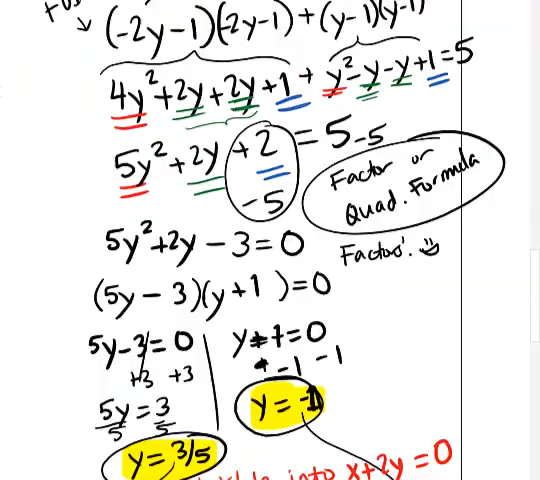 (-2y-1)(-2y-1)+(y-1)(y-1)
4y²+2y+2y+1+y²-y-y+1=5
5y²+2y+2=5-5
-5
Factor or
Quad. Formula
5y²+2y-3=0
Factor!
(5y-3)(y+1)=0
5y-3=0
+3 +3
5y=3
5 5
y=3/5
y+1=0
-1 -1
y=-1
into x+2y=0